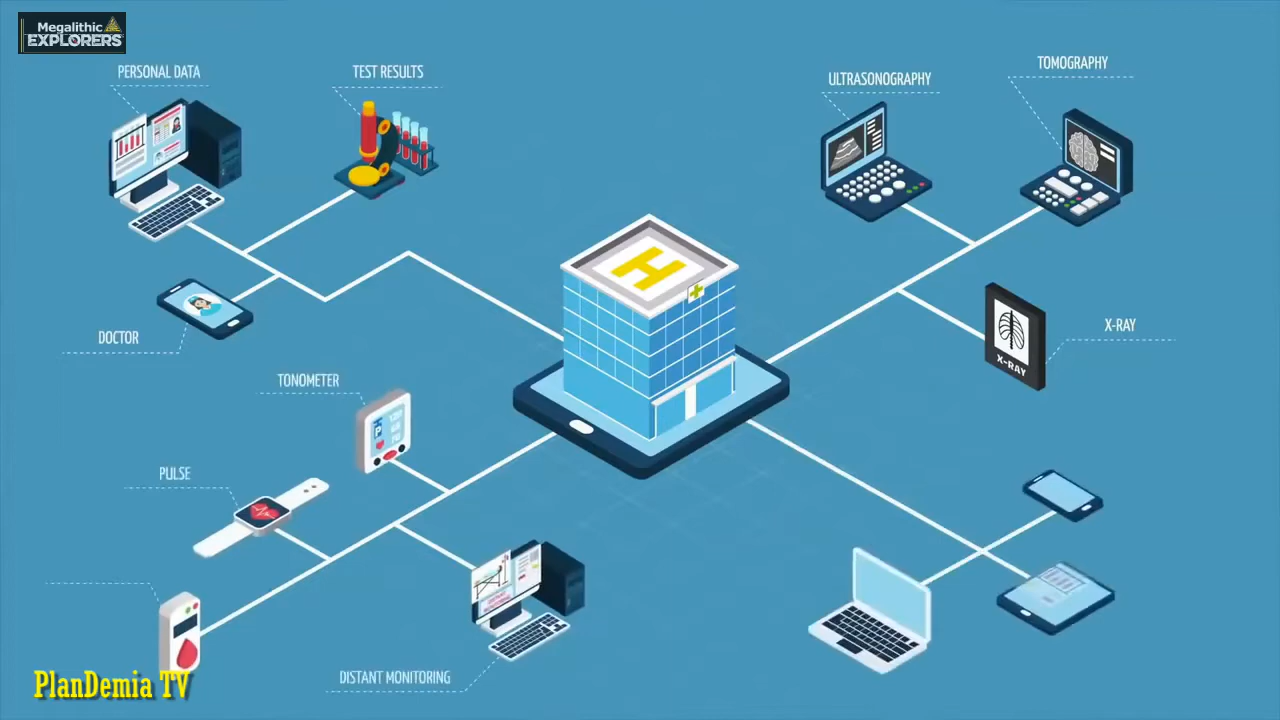 Megalithic
EXPLORERS
PERSONAL DATA
TEST RESULTS
ULTRASONOGRAPHY
TOMOGRAPHY
DOCTOR
H
X-RAY
X-RAY
TONOMETER
P
PULSE
DISTANT MONITORING
PlanDemia TV